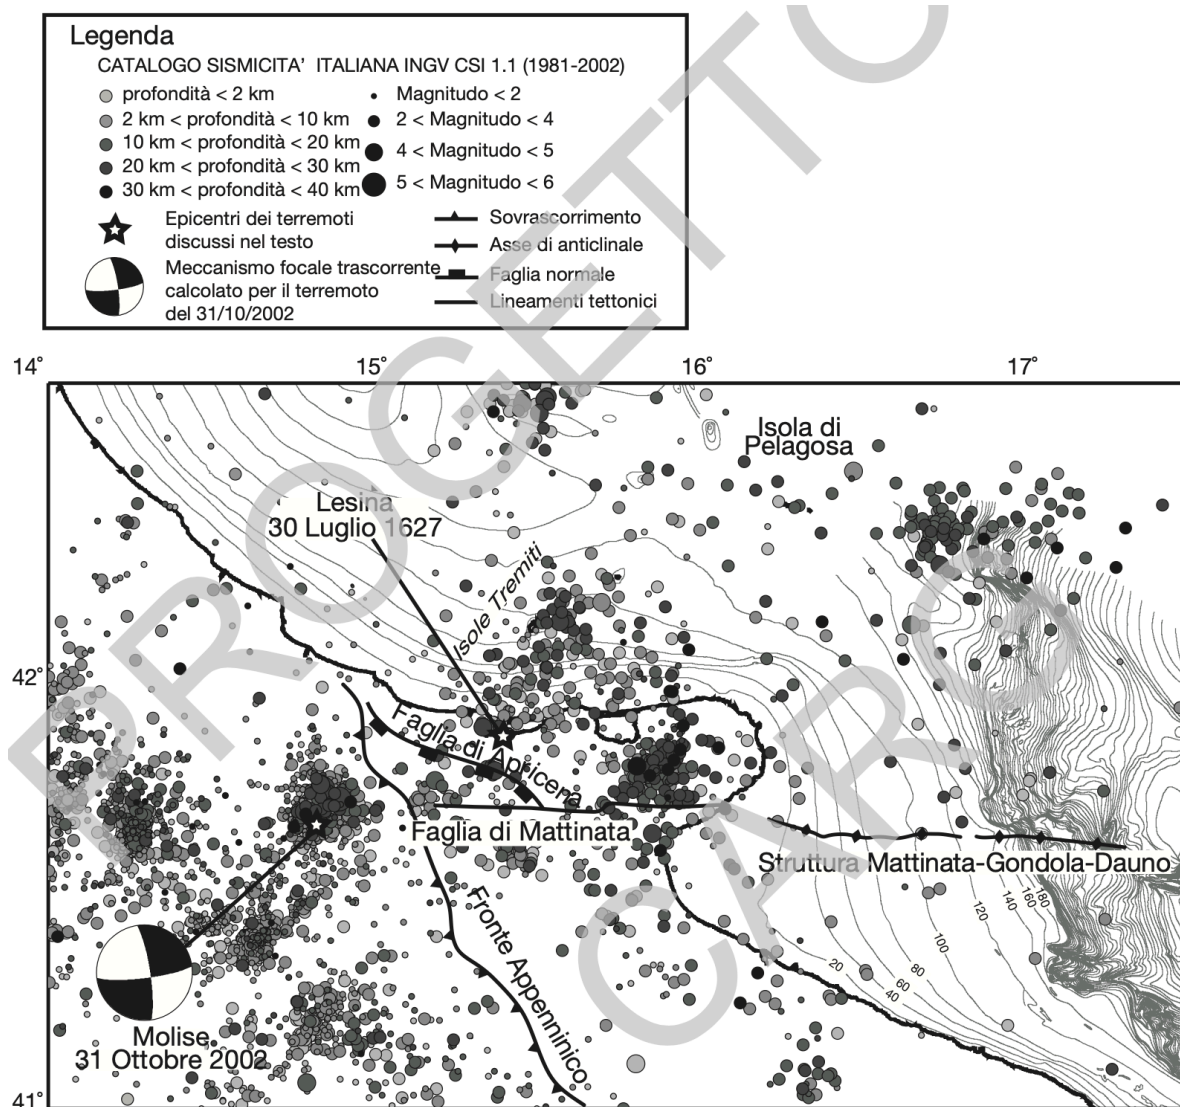 Legenda
CATALOGO SISMICITA' ITALIANA INGV CSI 1.1 (1981-2002)
profondità < 2 km
2 km < profondità < 10 km
10 km < profondità < 20 km
20 km < profondità < 30 km
30 km < profondità < 40 km
Magnitudo < 2
2 < Magnitudo < 4
4 < Magnitudo < 5
5 < Magnitudo < 6
Epicentri dei terremoti
discussi nel testo
Meccanismo focale trascorrente
calcolato per il terremoto
del 31/10/2002
Sovrascorrimento
Asse di anticlinale
Faglia normale
Lineamenti tettonici
14°
15°
16°
17°
Isola di
Pelagosa
Lesina
30 Luglio 1627
Isole Tremiti
42°
Faglia di Apricena
Faglia di Mattinata
Struttura Mattinata-Gondola-Dauno
Fronte Appenninico
180
160
140
120
100
80
60
40
20
Molise
31 Ottobre 2002
41°
PROGETTO
CARG